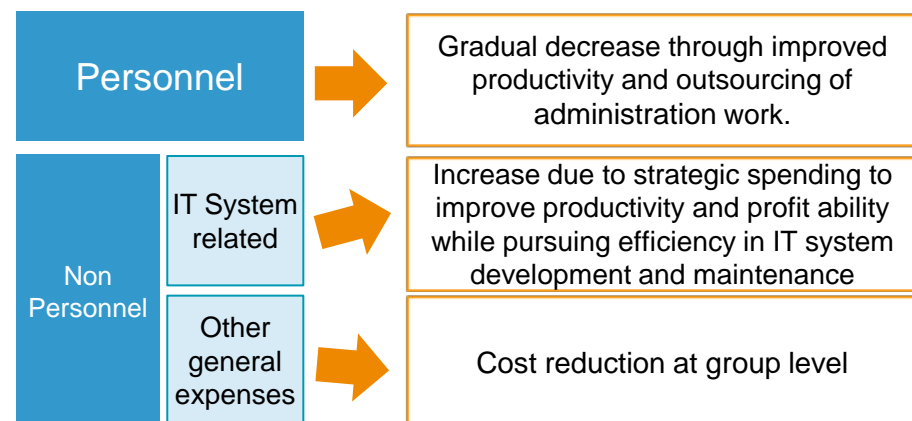 Personnel
Gradual decrease through improved
productivity and outsourcing of
administration work.
Non
Personnel
IT System
related
Increase due to strategic spending to
improve productivity and profit ability
while pursuing efficiency in IT system
development and maintenance
Other
general
expenses
Cost reduction at group level